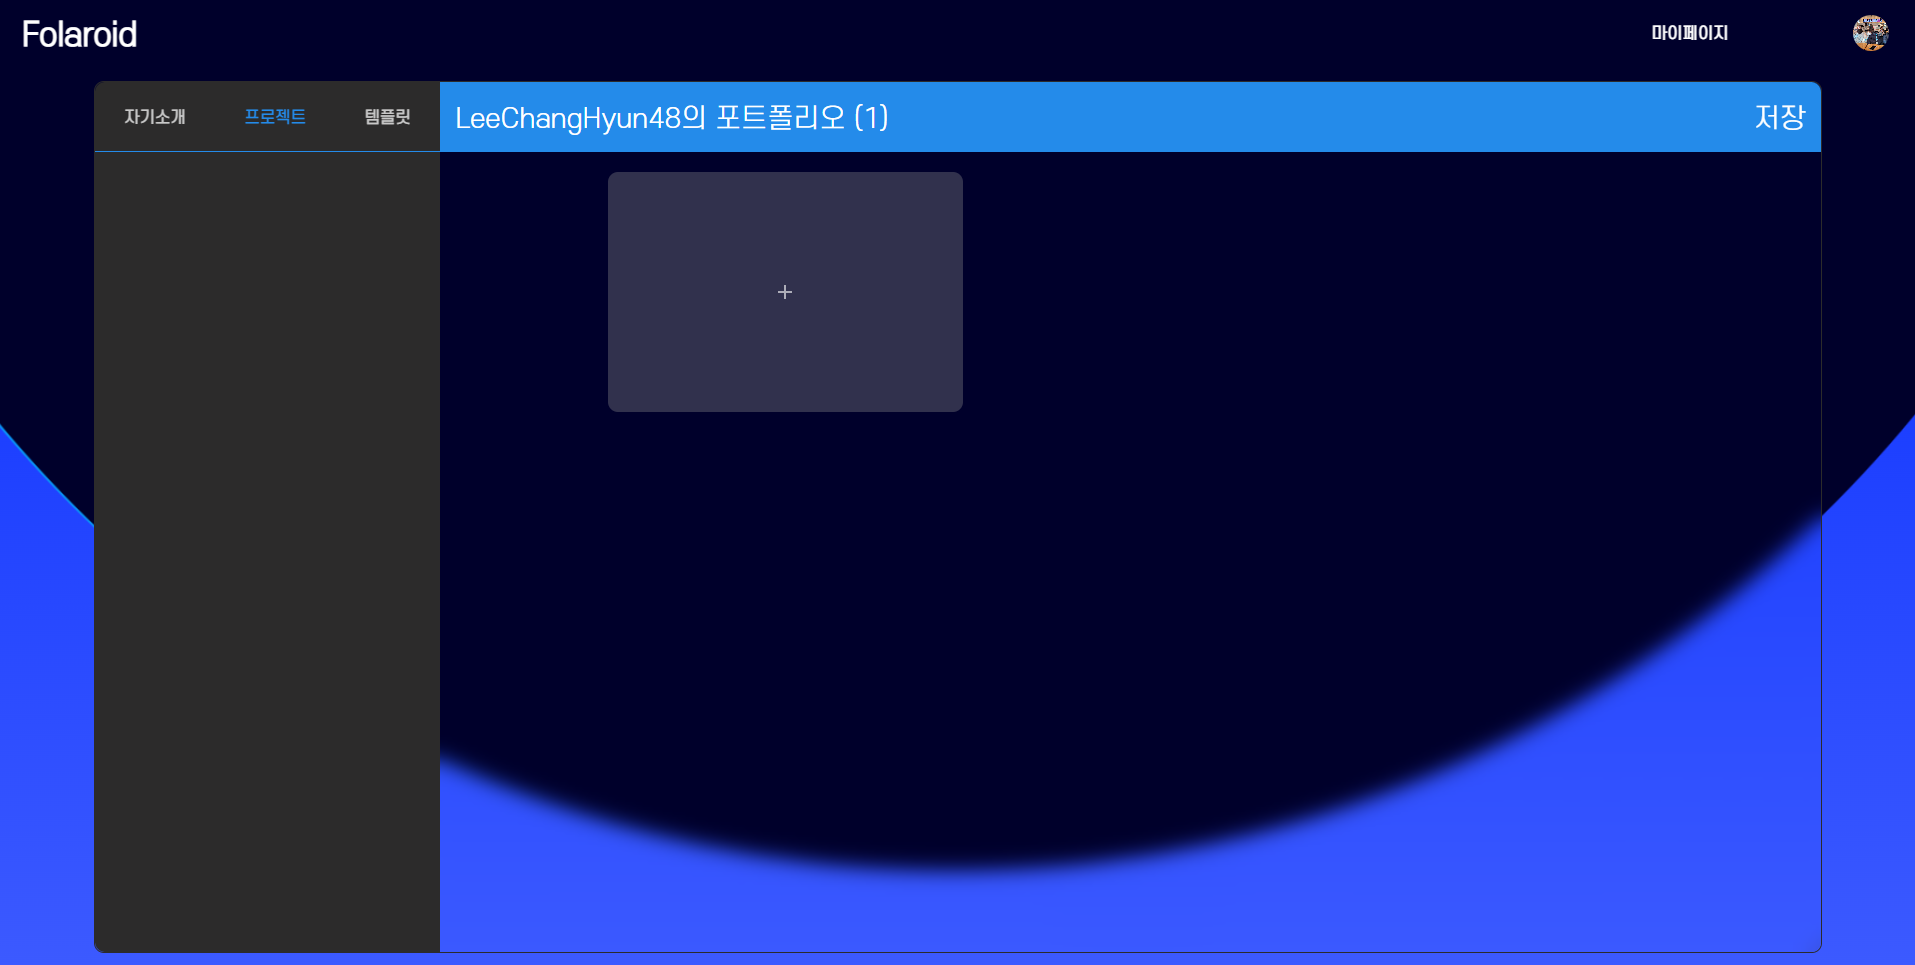 Folaroid
마이페이지
자기소개 프로젝트 템플릿
LeeChangHyun48의 포트폴리오 (1)
저장
+